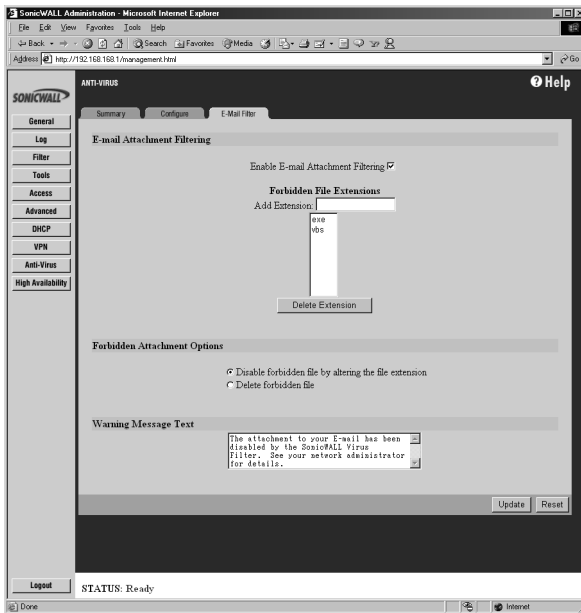 SonicWALL Administration - Microsoft Internet Explorer
File Edit View Favorites Tools Help
Back Search Favorites Media
Address http://192.168.168.1/management.html Go
SONICWALL
ANTI-VIRUS
Help
Summary Configure E-Mail Filter
General
Log
Filter
Tools
Access
Advanced
DHCP
VPN
Anti-Virus
High Availability
E-mail Attachment Filtering
Enable E-mail Attachment Filtering
Forbidden File Extensions
Add Extension:
exe
vbs
Delete Extension
Forbidden Attachment Options
Disable forbidden file by altering the file extension
Delete forbidden file
Warning Message Text
The attachment to your E-mail has been
disabled by the SonicWALL Virus
Filter. See your network administrator
for details.
Update Reset
Logout
STATUS: Ready
Done Internet